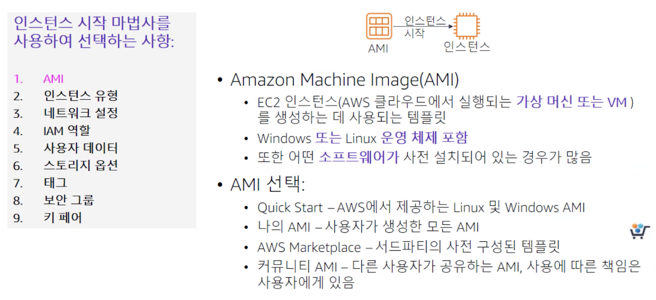 인스턴스 시작 마법사를
사용하여 선택하는 사항:
1. AMI
2. 인스턴스 유형
3. 네트워크 설정
4. IAM 역할
5. 사용자 데이터
6. 스토리지 옵션
7. 태그
8. 보안 그룹
9. 키 페어
AMI
인스턴스
시작
인스턴스
• Amazon Machine Image(AMI)
• EC2 인스턴스(AWS 클라우드에서 실행되는 가상 머신 또는 VM )
를 생성하는 데 사용되는 템플릿
• Windows 또는 Linux 운영 체제 포함
• 또한 어떤 소프트웨어가 사전 설치되어 있는 경우가 많음
• AMI 선택:
• Quick Start – AWS에서 제공하는 Linux 및 Windows AMI
• 나의 AMI – 사용자가 생성한 모든 AMI
• AWS Marketplace – 서드파티의 사전 구성된 템플릿
• 커뮤니티 AMI – 다른 사용자가 공유하는 AMI, 사용에 따른 책임은
사용자에게 있음